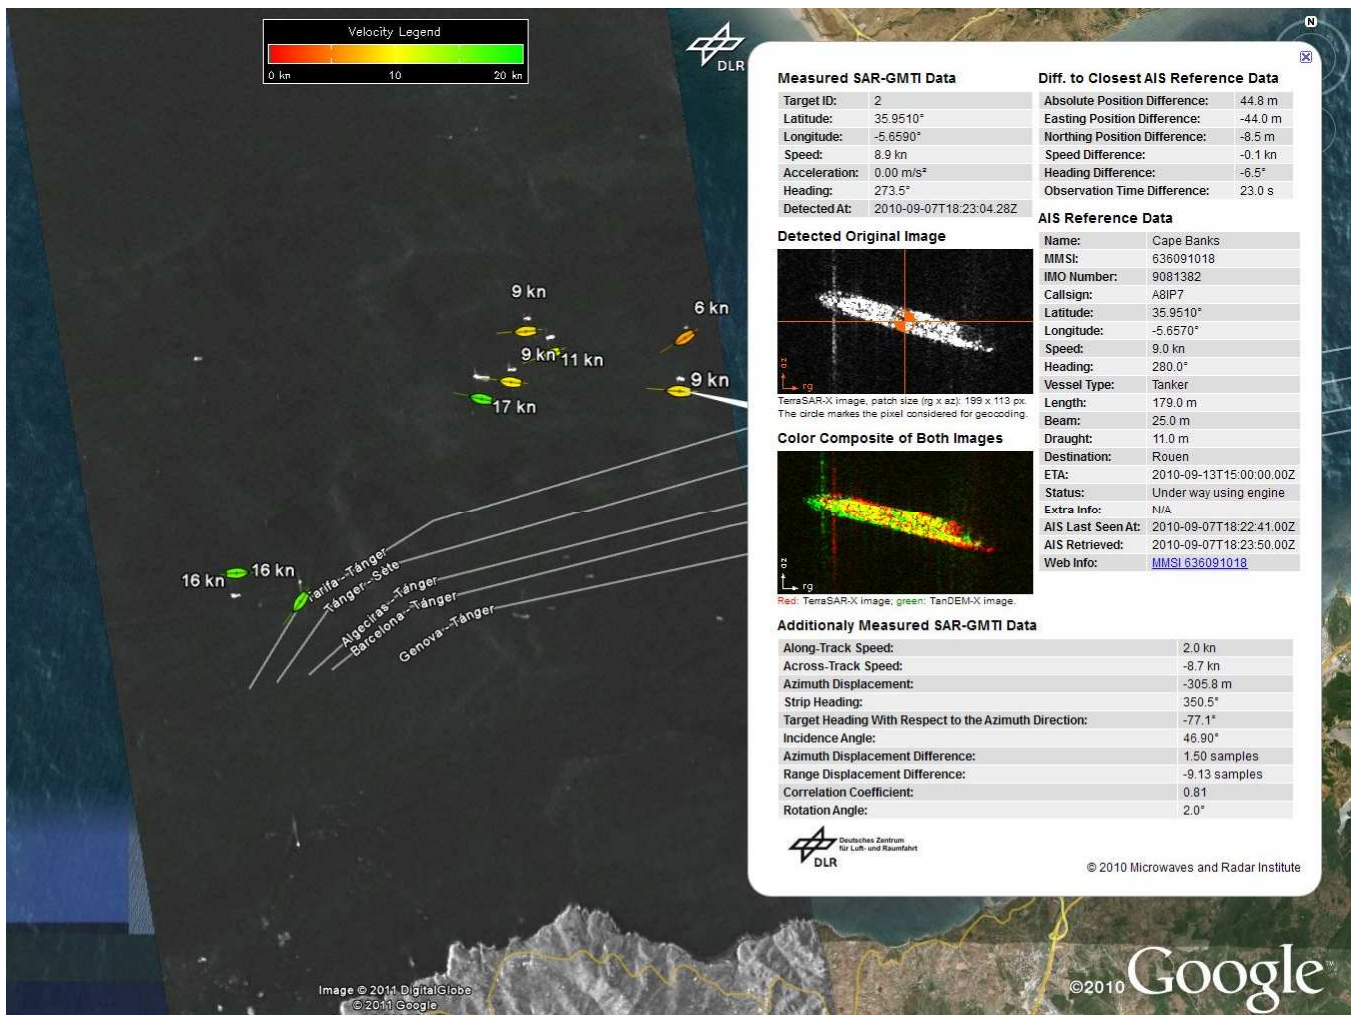 Velocity Legend
0 kn 10 20 kn
DLR
N
9 kn
6 kn
9 kn 11 kn
9 kn
17 kn
16 kn 16 kn
Tarifa--Tánger
Tánger--Sète
Algeciras--Tánger
Barcelona--Tánger
Genova--Tánger
Measured SAR-GMTI Data
Target ID: 2
Latitude: 35.9510°
Longitude: -5.6590°
Speed: 8.9 kn
Acceleration: 0.00 m/s²
Heading: 273.5°
Detected At: 2010-09-07T18:23:04.28Z
Detected Original Image
az
rg
TerraSAR-X image, patch size (rg x az): 199 x 113 px.
The circle marks the pixel considered for geocoding.
Color Composite of Both Images
az
rg
Red: TerraSAR-X image; green: TanDEM-X image.
Diff. to Closest AIS Reference Data
Absolute Position Difference: 44.8 m
Easting Position Difference: -44.0 m
Northing Position Difference: -8.5 m
Speed Difference: -0.1 kn
Heading Difference: -6.5°
Observation Time Difference: 23.0 s
AIS Reference Data
Name: Cape Banks
MMSI: 636091018
IMO Number: 9081382
Callsign: A8IP7
Latitude: 35.9510°
Longitude: -5.6570°
Speed: 9.0 kn
Heading: 280.0°
Vessel Type: Tanker
Length: 179.0 m
Beam: 25.0 m
Draught: 11.0 m
Destination: Rouen
ETA: 2010-09-13T15:00:00.00Z
Status: Under way using engine
Extra Info: N/A
AIS Last Seen At: 2010-09-07T18:22:41.00Z
AIS Retrieved: 2010-09-07T18:23:50.00Z
Web Info: MMSI 636091018
Additionaly Measured SAR-GMTI Data
Along-Track Speed: 2.0 kn
Across-Track Speed: -8.7 kn
Azimuth Displacement: -305.8 m
Strip Heading: 350.5°
Target Heading With Respect to the Azimuth Direction: -77.1°
Incidence Angle: 46.90°
Azimuth Displacement Difference: 1.50 samples
Range Displacement Difference: -9.13 samples
Correlation Coefficient: 0.81
Rotation Angle: 2.0°
Deutsches Zentrum
für Luft- und Raumfahrt
DLR
© 2010 Microwaves and Radar Institute
Image © 2011 DigitalGlobe
© 2011 Google
©2010 Google™